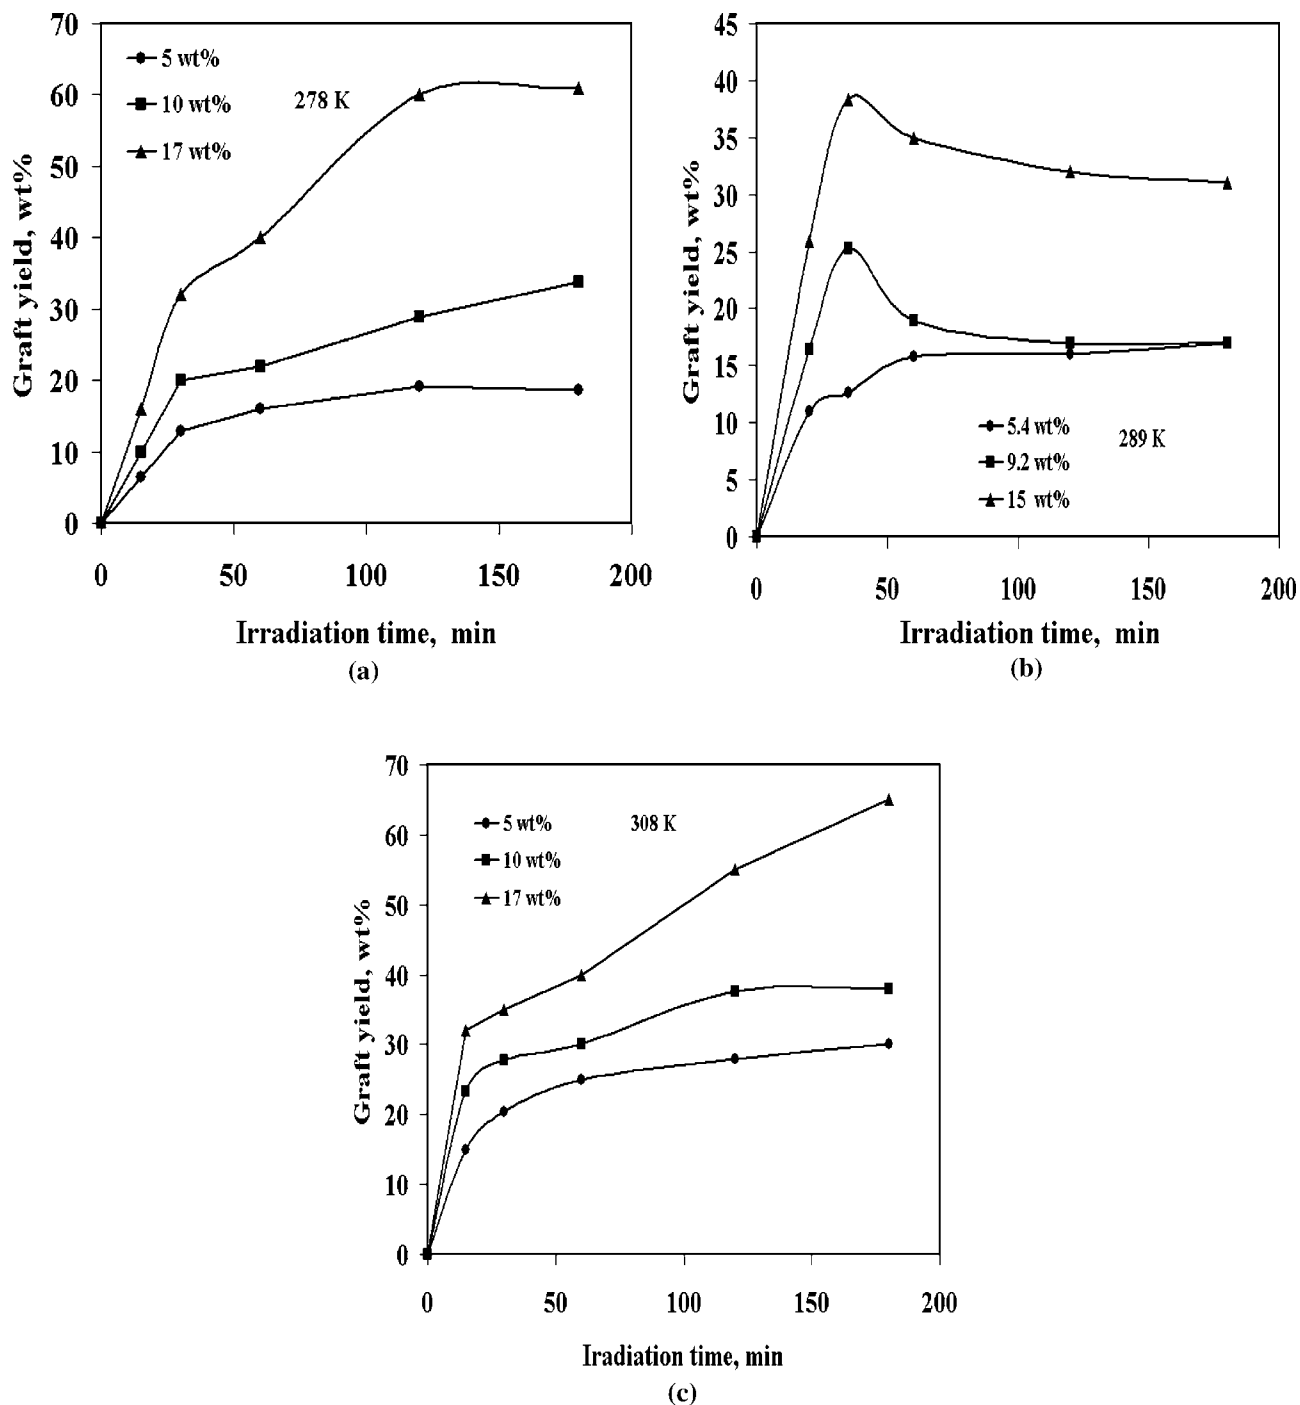 70
60
50
40
30
20
10
0
Graft yield, wt%
5 wt%
10 wt%
17 wt%
278 K
0 50 100 150 200
Irradiation time, min
(a)
45
40
35
30
25
20
15
10
5
0
Graft yield, wt%
5.4 wt%
9.2 wt%
15 wt%
289 K
0 50 100 150 200
Irradiation time, min
(b)
70
60
50
40
30
20
10
0
Graft yield, wt%
5 wt%
10 wt%
17 wt%
308 K
0 50 100 150 200
Iradiation time, min
(c)